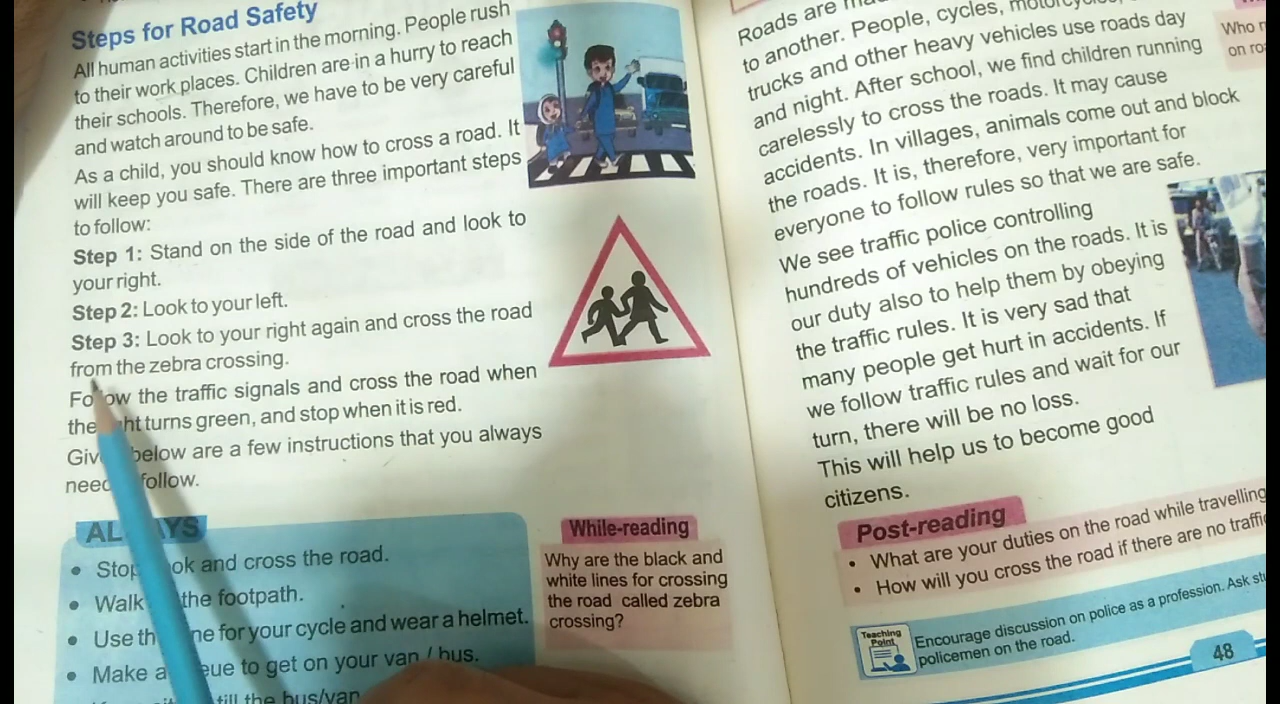 Steps for Road Safety
All human activities start in the morning. People rush
to their work places. Children are in a hurry to reach
their schools. Therefore, we have to be very careful
and watch around to be safe.
As a child, you should know how to cross a road. It
will keep you safe. There are three important steps
to follow:
Step 1: Stand on the side of the road and look to
your right.
Step 2: Look to your left.
Step 3: Look to your right again and cross the road
from the zebra crossing.
Follow the traffic signals and cross the road when
the turns green, and stop when it is red.
below are a few instructions that you always
need follow.
ALWAYS
Stop and cross the road.
Walk the footpath.
Use for your cycle and wear a helmet.
Make a to get on your van / bus.
till the bus/van
While-reading
Why are the black and
white lines for crossing
the road called zebra
crossing?
Roads are
to another. People, cycles,
trucks and other heavy vehicles use roads day
and night. After school, we find children running
carelessly to cross the roads. It may cause
accidents. In villages, animals come out and block
the roads. It is, therefore, very important for
everyone to follow rules so that we are safe.
We see traffic police controlling
hundreds of vehicles on the roads. It is
our duty also to help them by obeying
the traffic rules. It is very sad that
many people get hurt in accidents. If
we follow traffic rules and wait for our
turn, there will be no loss.
This will help us to become good
citizens.
Who
on
Post-reading
What are your duties on the road while travelling
How will you cross the road if there are no
Teaching
Point
Encourage discussion on police as a profession. Ask
policemen on the road.
48